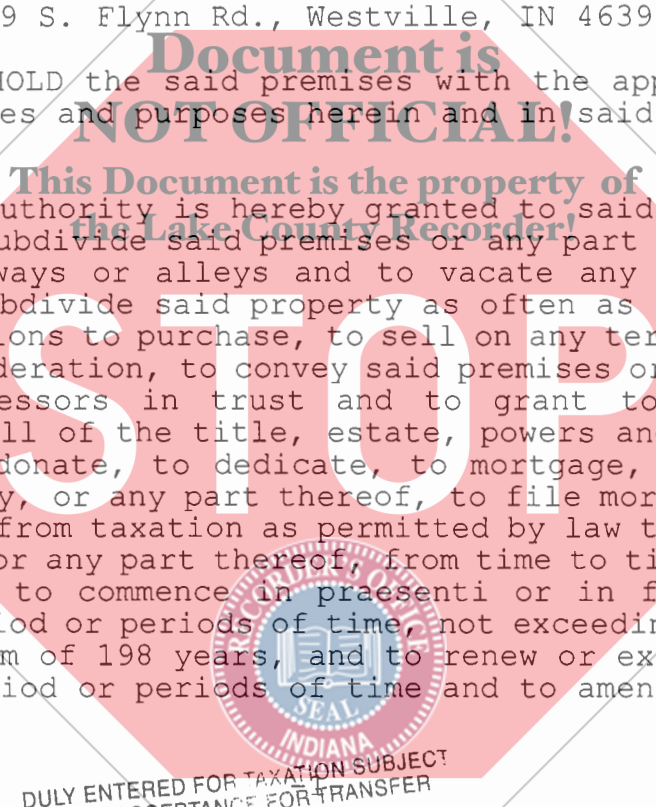 9 S. Flynn Rd., Westville, IN 4639
Document is
HOLD the said premises with the app
es and purposes herein and in said
NOT OFFICIAL!
This Document is the property of
uthority is hereby granted to said
the Lake County Recorder!
ubdivide said premises or any part
ways or alleys and to vacate any
bdivide said property as often as
ions to purchase, to sell on any ter
deration, to convey said premises or
essors in trust and to grant to
ll of the title, estate, powers an
donate, to dedicate, to mortgage,
y, or any part thereof, to file mor
from taxation as permitted by law t
or any part thereof, from time to ti
to commence in praesenti or in f
iod or periods of time, not exceedin
m of 198 years, and to renew or ex
iod or periods of time and to amen
STOP
RECORDER'S OFFICE
SEAL
INDIANA
DULY ENTERED FOR TAXATION SUBJECT
CCEPTANCE FOR TRANSFER